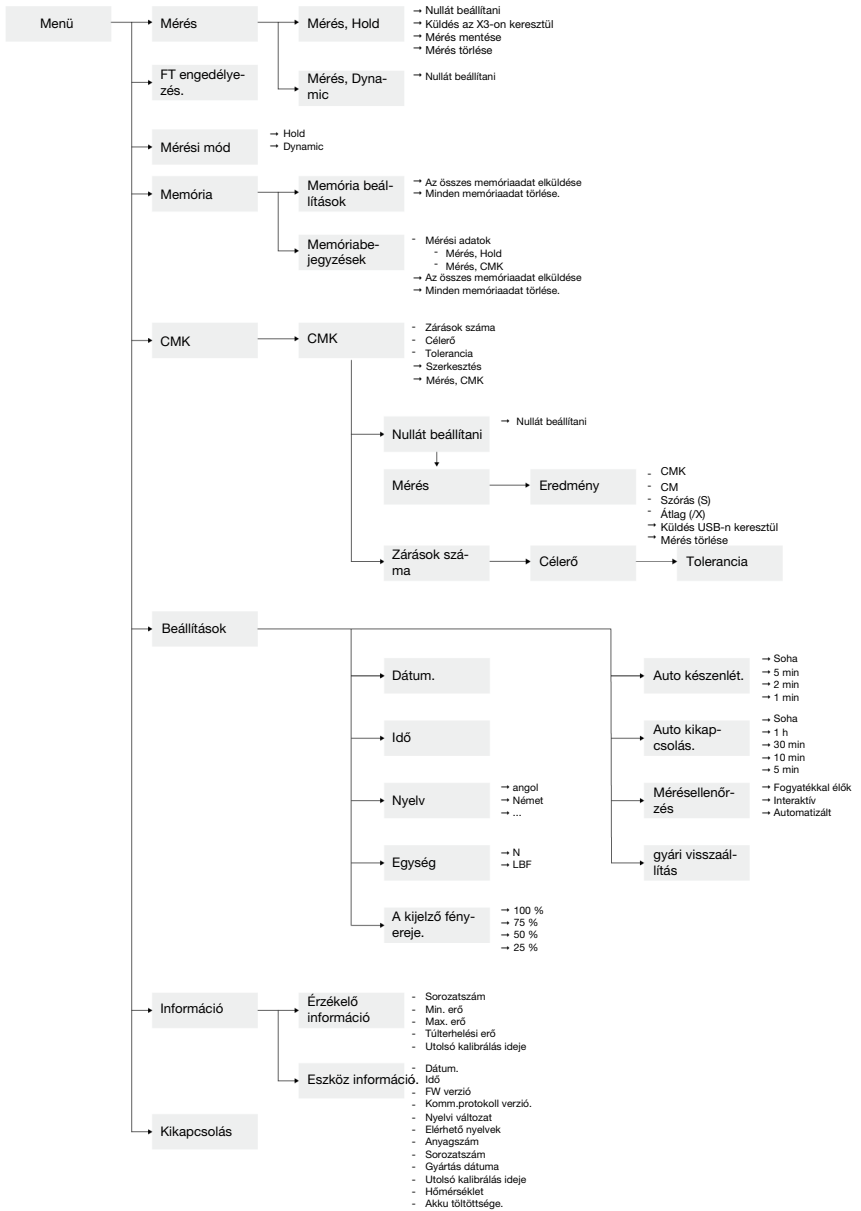 Menü
Mérés
Mérés, Hold
→ Nullát beállítani
→ Küldés az X3-on keresztül
→ Mérés mentése
→ Mérés törlése
FT engedélye-
zés.
Mérés, Dyna-
mic
→ Nullát beállítani
Mérési mód
→ Hold
→ Dynamic
Memória
Memória beál-
lítások
→ Az összes memóriaadat elküldése
→ Minden memóriaadat törlése.
Memóriabe-
jegyzések
- Mérési adatok
- Mérés, Hold
- Mérés, CMK
→ Az összes memóriaadat elküldése
→ Minden memóriaadat törlése.
CMK
CMK
- Zárások száma
- Célerő
- Tolerancia
→ Szerkesztés
→ Mérés, CMK
Nullát beállítani
→ Nullát beállítani
Mérés
Eredmény
- CMK
- CM
- Szórás (S)
- Átlag (/X)
→ Küldés USB-n keresztül
→ Mérés törlése
Zárások szá-
ma
Célerő
Tolerancia
Beállítások
Dátum.
Idő
Nyelv
→ angol
→ Német
→ ...
Egység
→ N
→ LBF
A kijelző fény-
ereje.
→ 100 %
→ 75 %
→ 50 %
→ 25 %
Auto készenlét.
→ Soha
→ 5 min
→ 2 min
→ 1 min
Auto kikap-
csolás.
→ Soha
→ 1 h
→ 30 min
→ 10 min
→ 5 min
Mérésellenőr-
zés
→ Fogyatékkal élők
→ Interaktív
→ Automatizált
gyári visszaál-
lítás
Információ
Érzékelő
információ
- Sorozatszám
- Min. erő
- Max. erő
- Túlterhelési erő
- Utolsó kalibrálás ideje
Eszköz információ.
- Dátum.
- Idő
- FW verzió
- Komm.protokoll verzió.
- Nyelvi változat
- Elérhető nyelvek
- Anyagszám
- Sorozatszám
- Gyártás dátuma
- Utolsó kalibrálás ideje
- Hőmérséklet
- Akku töltöttsége.
Kikapcsolás